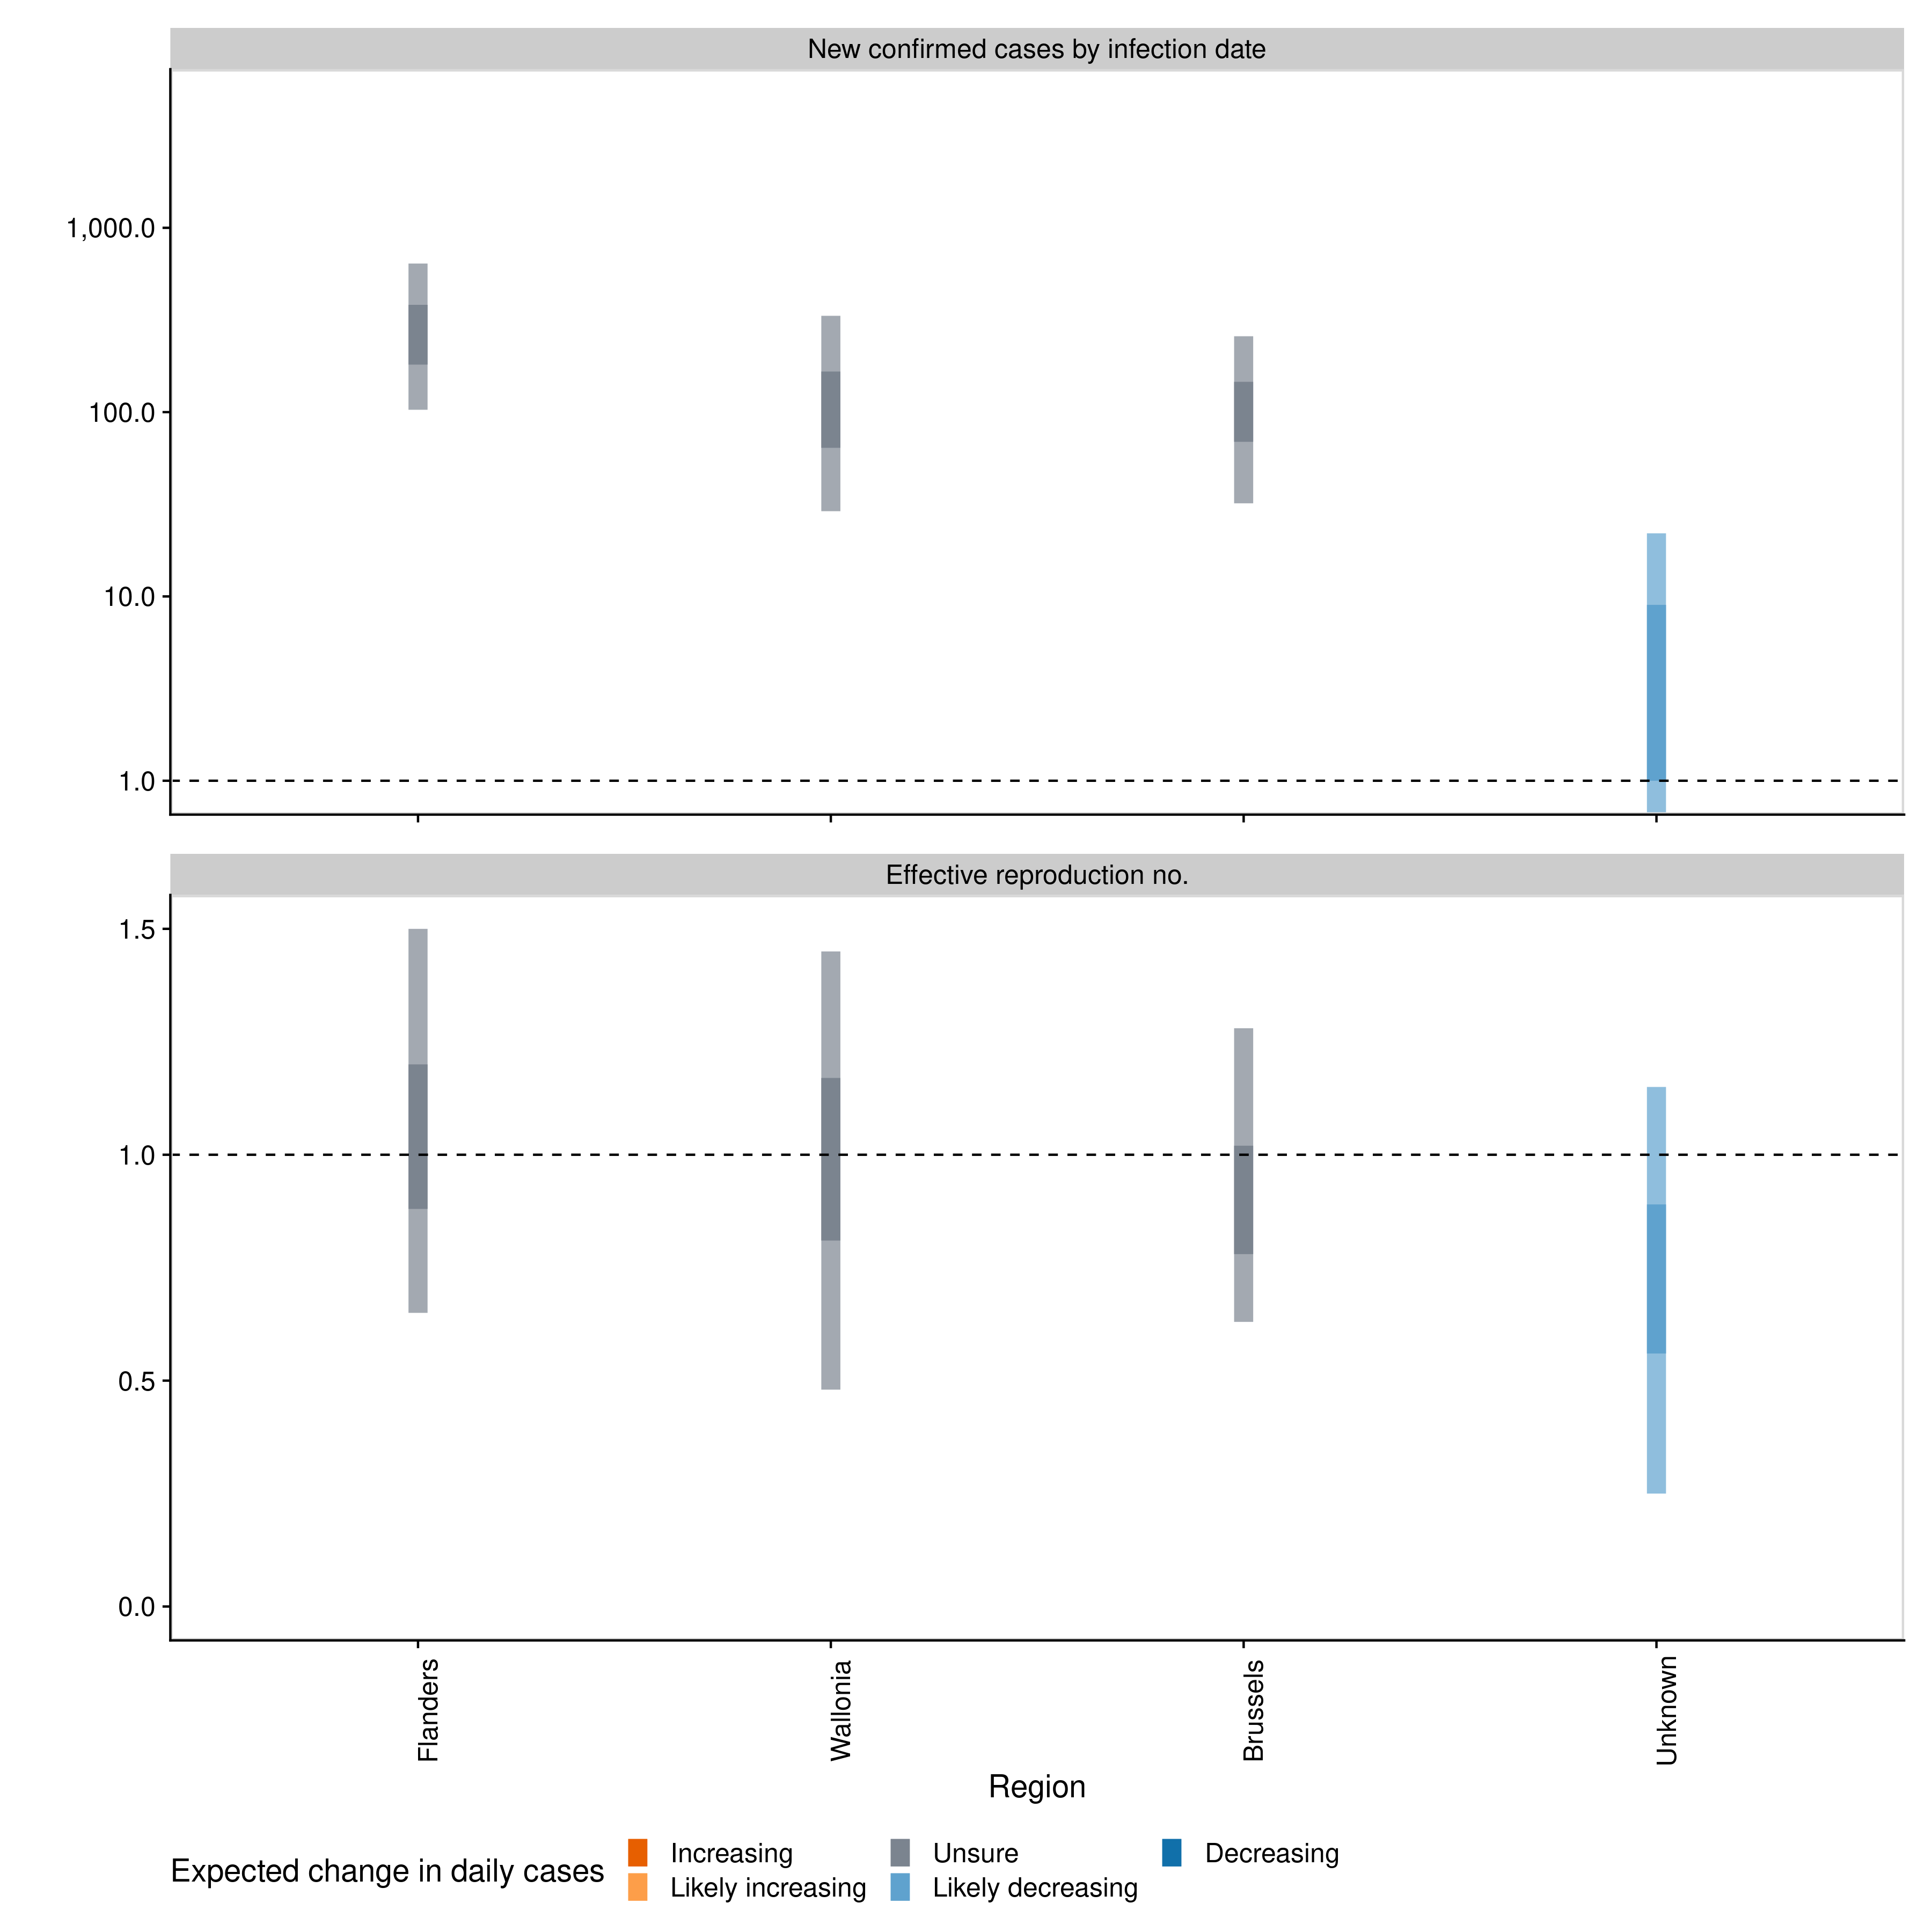 New confirmed cases by infection date
1,000.0
100.0
10.0
1.0
Effective reproduction no.
1.5
1.0
0.5
0.0
Flanders
Wallonia
Brussels
Unknown
Region
Expected change in daily cases
Increasing
Unsure
Decreasing
Likely increasing
Likely decreasing